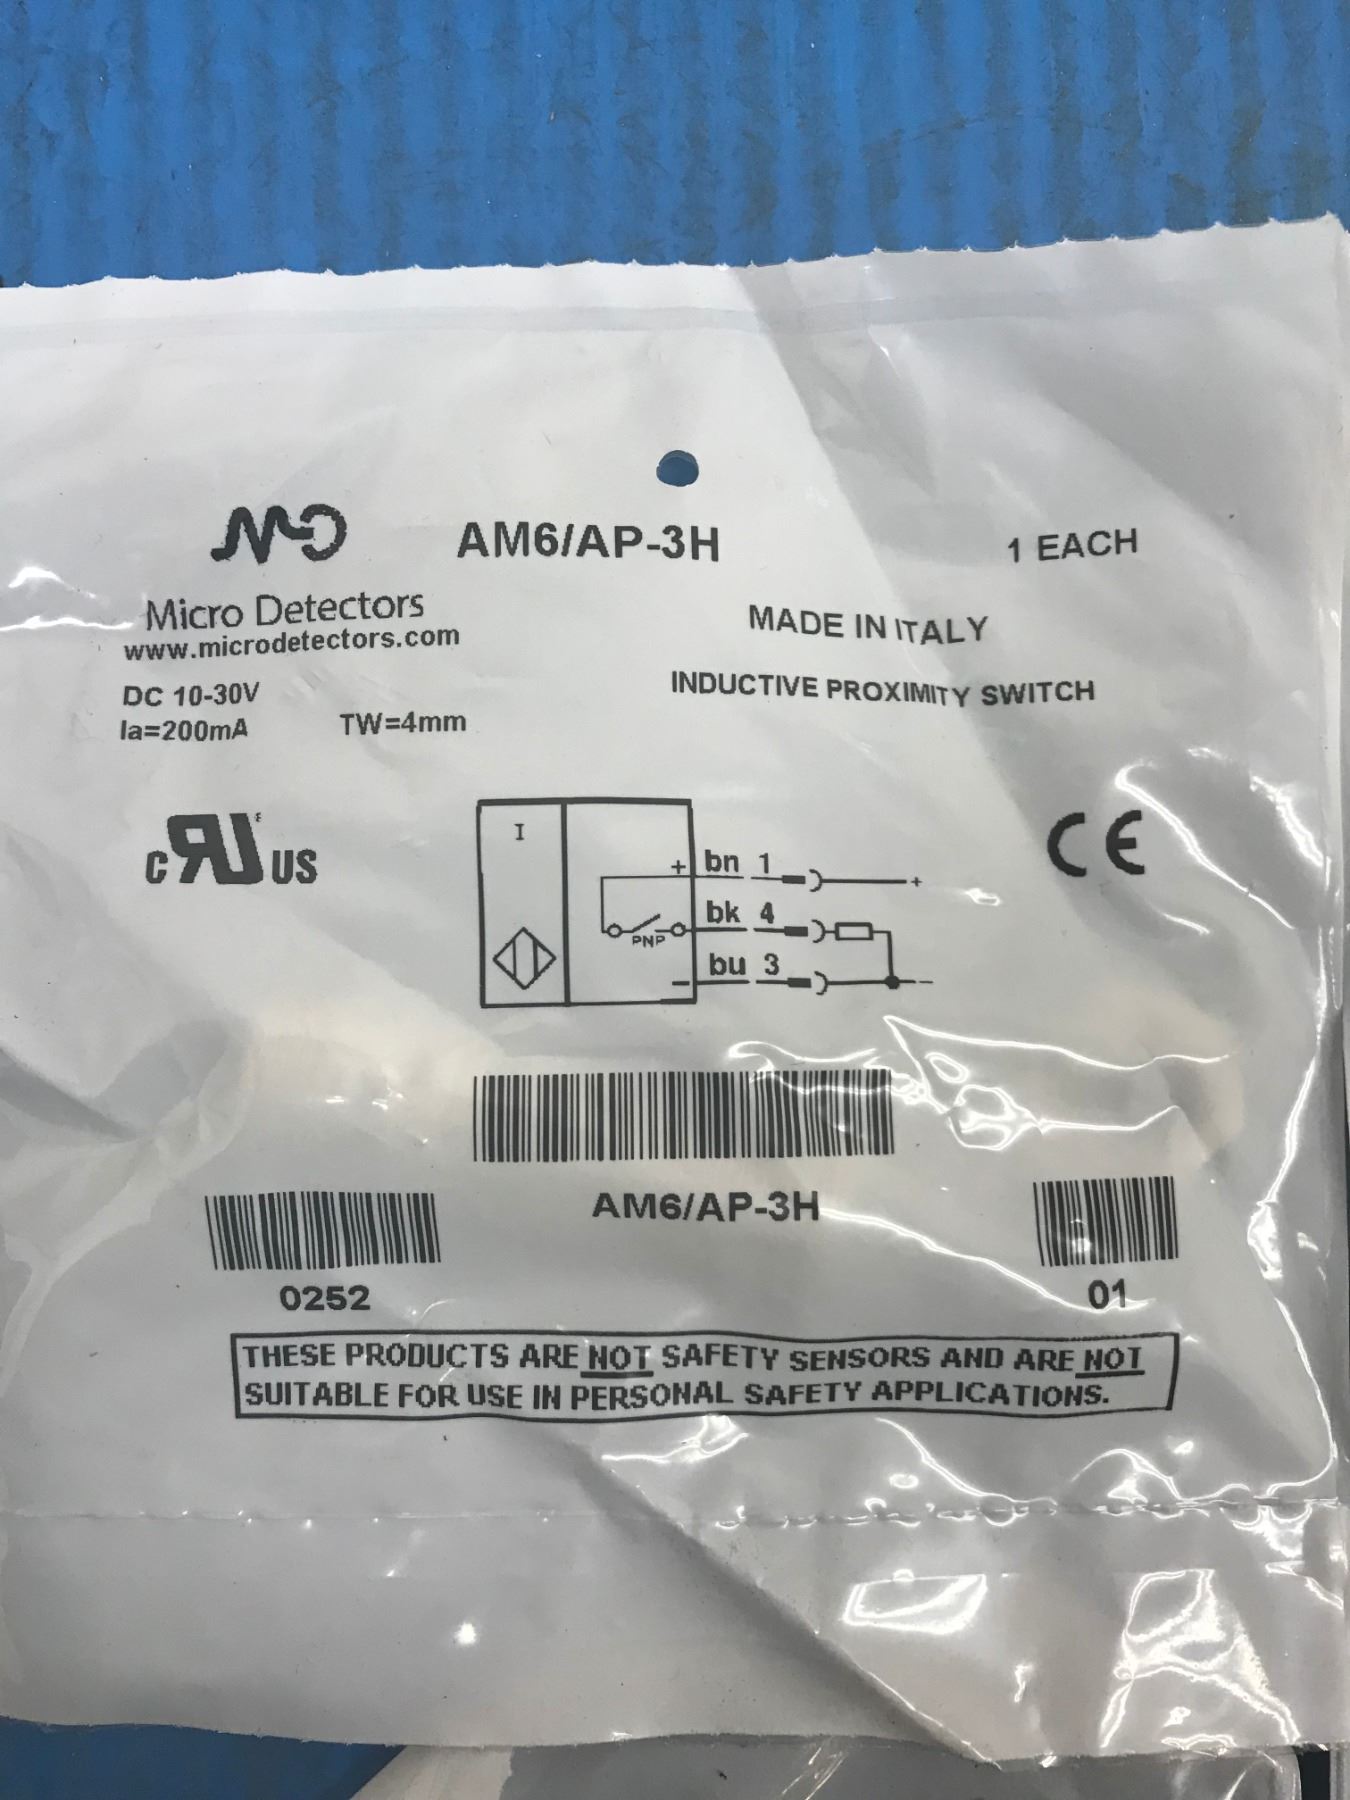 AM6/AP-3H
1 EACH
Micro Detectors
www.microdetectors.com
MADE IN ITALY
DC 10-30V
INDUCTIVE PROXIMITY SWITCH
Ia=200mA
TW=4mm
c RU US
CE
I
+ bn 1 +
PNP bk 4
- bu 3 -
AM6/AP-3H
0252
01
THESE PRODUCTS ARE NOT SAFETY SENSORS AND ARE NOT
SUITABLE FOR USE IN PERSONAL SAFETY APPLICATIONS.